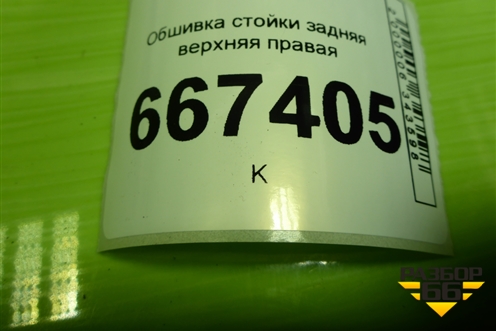 Обшивка стойки задняя
верхняя правая
667405
К
РАЗБОР
66